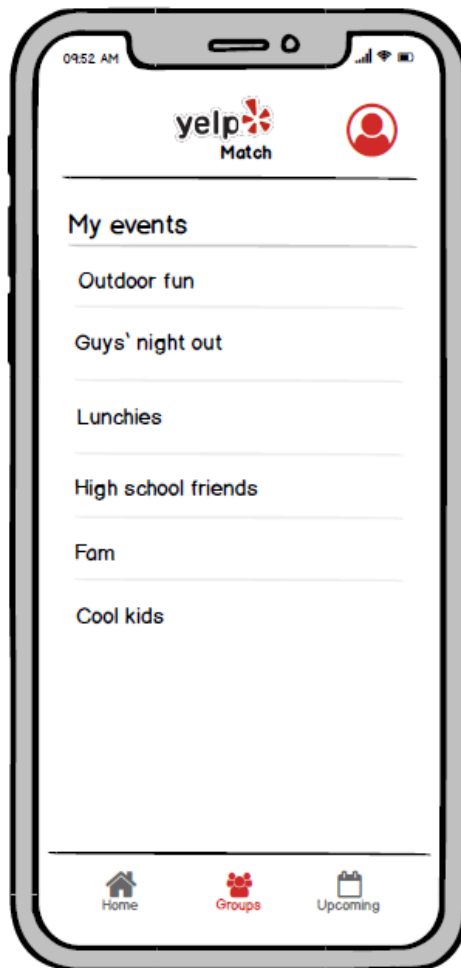 09:52 AM
yelp
Match
My events
Outdoor fun
Guys' night out
Lunchies
High school friends
Fam
Cool kids
Home Groups Upcoming